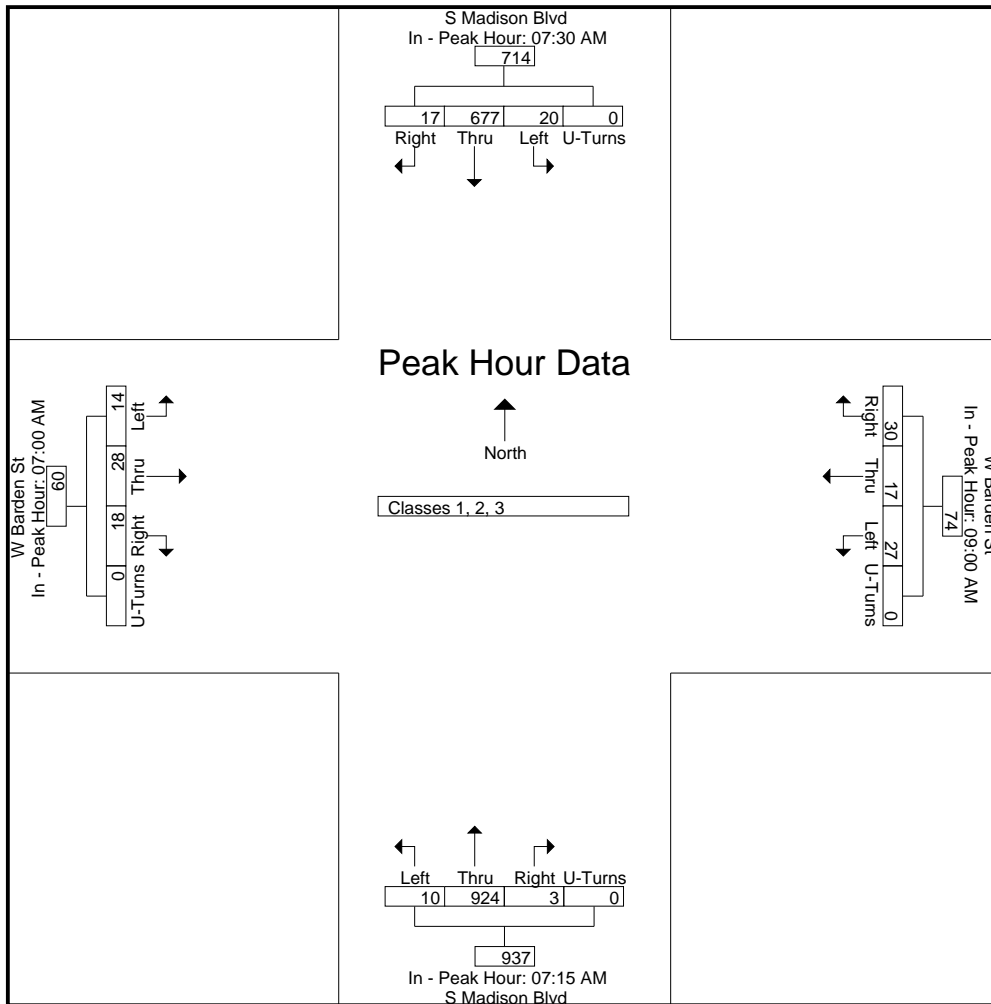 S Madison Blvd
In - Peak Hour: 07:30 AM
714
17 677 20 0
Right Thru Left U-Turns
Peak Hour Data
North
Classes 1, 2, 3
W Barden St
In - Peak Hour: 07:00 AM
60
14 28 18 0
Left Thru Right U-Turns
W Barden St
In - Peak Hour: 09:00 AM
74
30 17 27 0
Right Thru Left U-Turns
Left Thru Right U-Turns
10 924 3 0
937
In - Peak Hour: 07:15 AM
S Madison Blvd